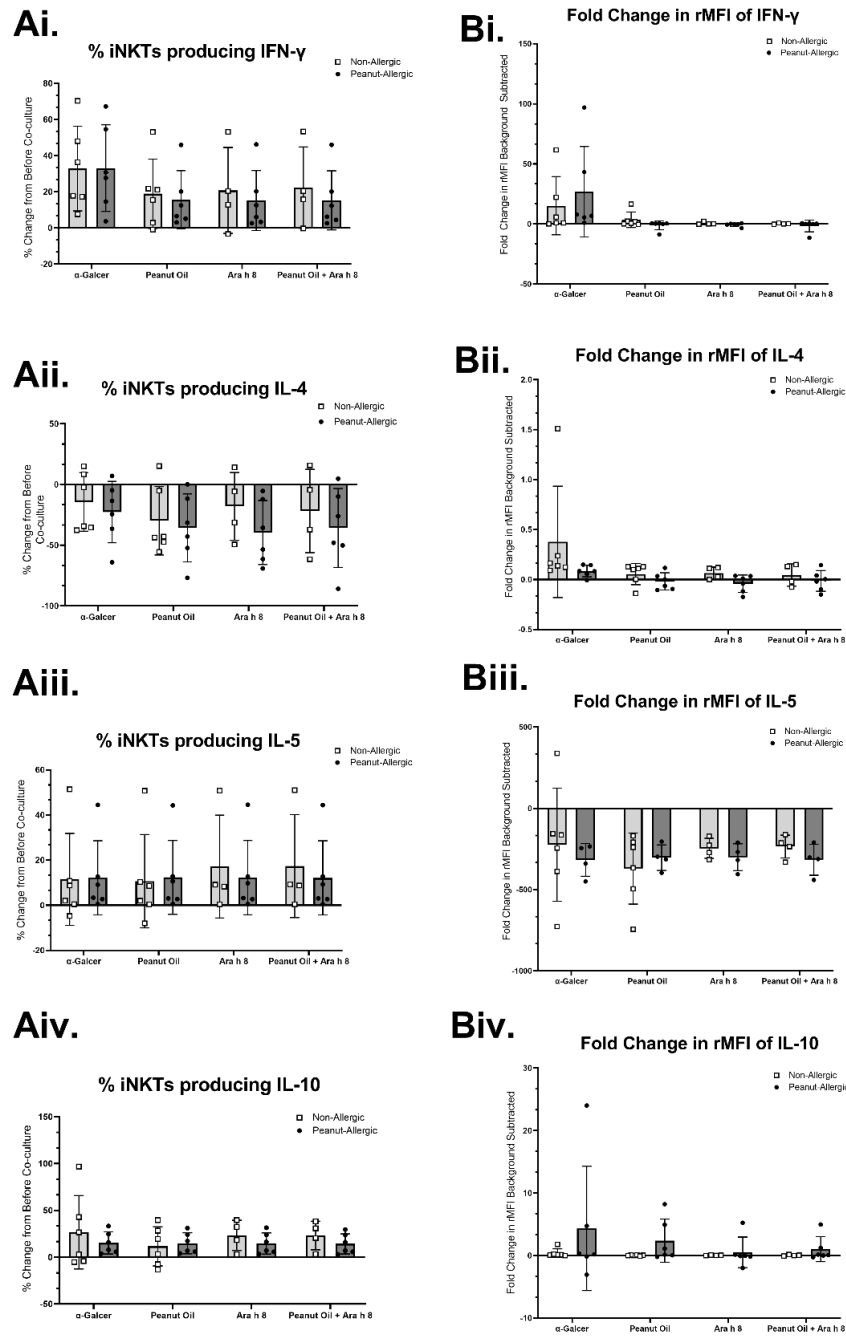 Ai.
% iNKTs producing IFN-γ
Non-Allergic
Peanut-Allergic
% Change from Before Co-culture
80
60
40
20
0
-20
α-Galcer
Peanut Oil
Ara h 8
Peanut Oil + Ara h 8
Bi.
Fold Change in rMFI of IFN-γ
Non-Allergic
Peanut-Allergic
Fold Change in rMFI Background Subtracted
150
100
50
0
-50
α-Galcer
Peanut Oil
Ara h 8
Peanut Oil + Ara h 8
Aii.
% iNKTs producing IL-4
Non-Allergic
Peanut-Allergic
% Change from Before
Co-culture
50
0
-50
-100
α-Galcer
Peanut Oil
Ara h 8
Peanut Oil + Ara h 8
Bii.
Fold Change in rMFI of IL-4
Non-Allergic
Peanut-Allergic
Fold Change in rMFI Background Subtracted
2.0
1.5
1.0
0.5
0.0
-0.5
α-Galcer
Peanut Oil
Ara h 8
Peanut Oil + Ara h 8
Aiii.
% iNKTs producing IL-5
Non-Allergic
Peanut-Allergic
% Change from Before Co-culture
60
40
20
0
-20
α-Galcer
Peanut Oil
Ara h 8
Peanut Oil + Ara h 8
Biii.
Fold Change in rMFI of IL-5
Non-Allergic
Peanut-Allergic
Fold Change in rMFI Background Subtracted
500
0
-500
-1000
α-Galcer
Peanut Oil
Ara h 8
Peanut Oil + Ara h 8
Aiv.
% iNKTs producing IL-10
Non-Allergic
Peanut-Allergic
% Change from Before Co-culture
150
100
50
0
-50
α-Galcer
Peanut Oil
Ara h 8
Peanut Oil + Ara h 8
Biv.
Fold Change in rMFI of IL-10
Non-Allergic
Peanut-Allergic
Fold Change in rMFI Background Subtracted
30
20
10
0
-10
α-Galcer
Peanut Oil
Ara h 8
Peanut Oil + Ara h 8